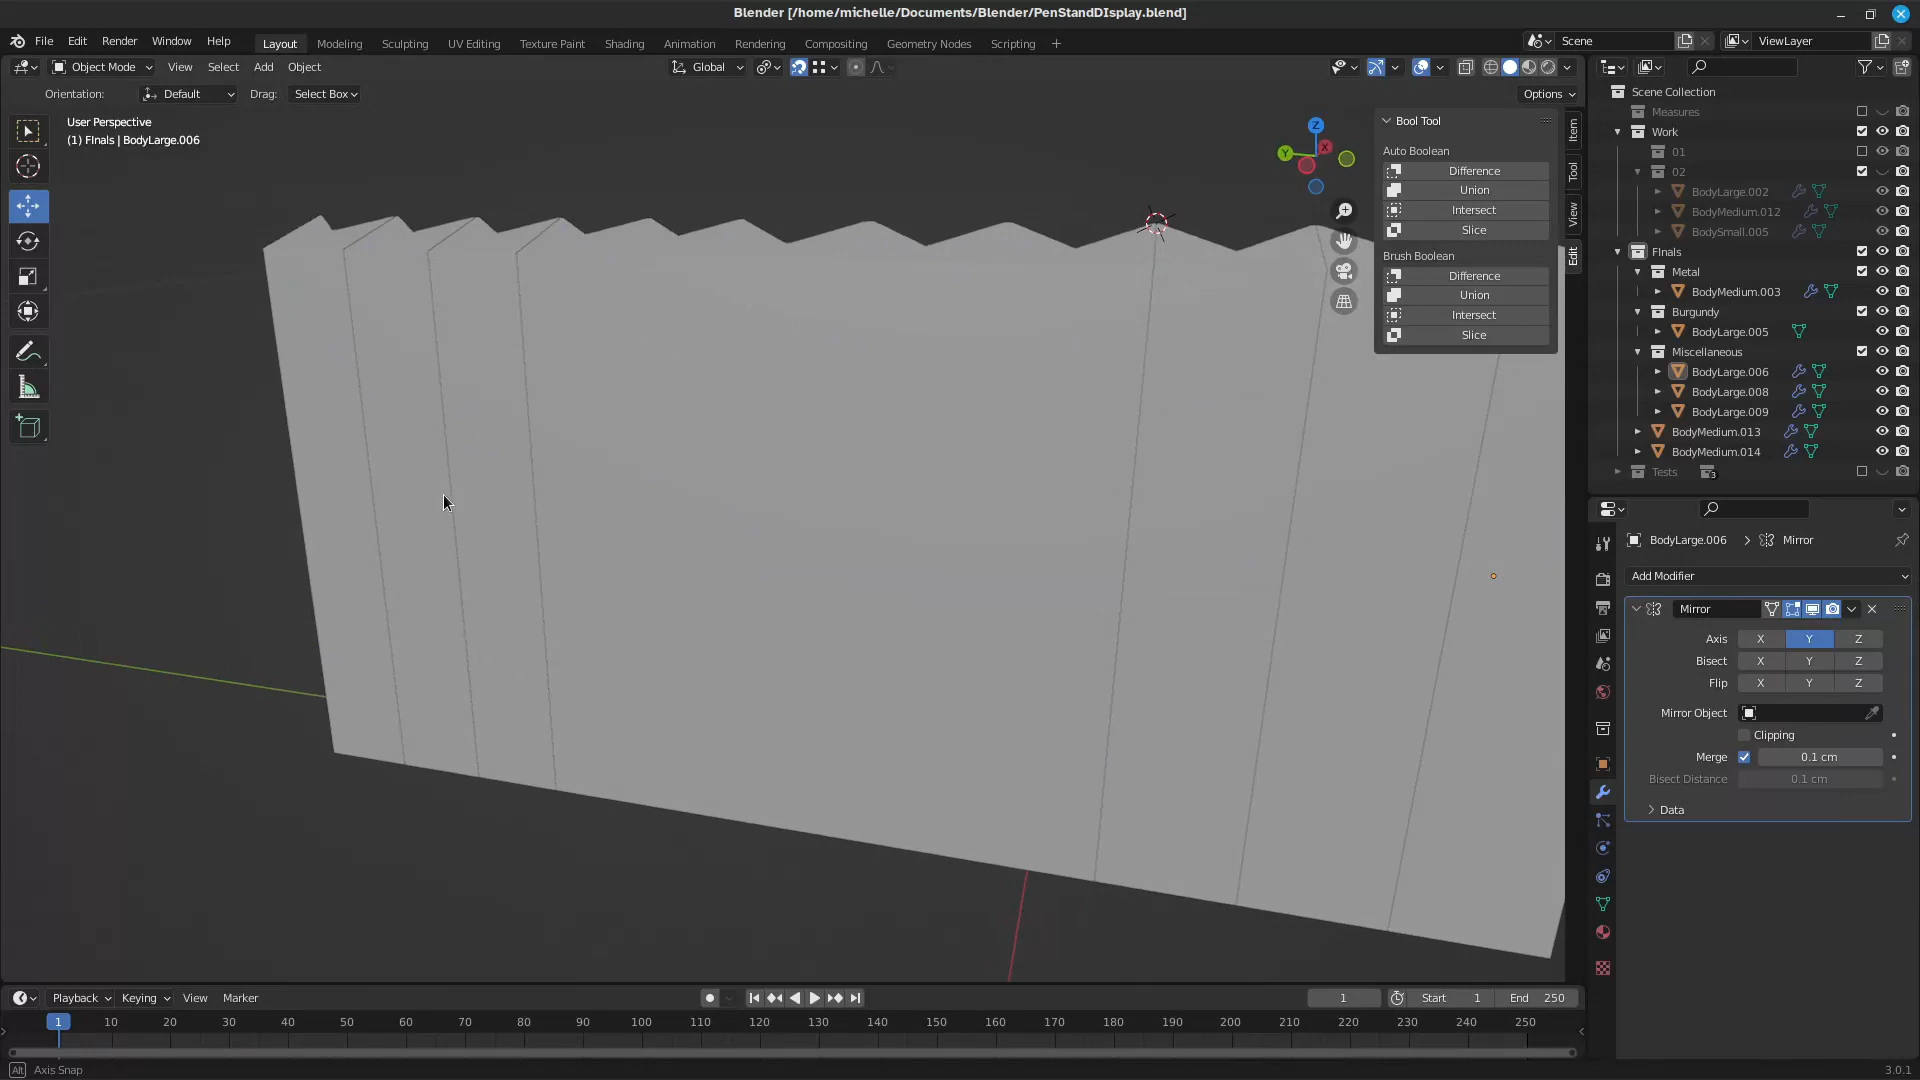 Blender [/home/michelle/Documents/Blender/PenStandDIsplay.blend]
File Edit Render Window Help
Layout Modeling Sculpting UV Editing Texture Paint Shading Animation Rendering Compositing Geometry Nodes Scripting +
Scene ViewLayer
Object Mode View Select Add Object Global
Orientation: Default Drag: Select Box Options
User Perspective
(1) FInals | BodyLarge.006
Z
Y
X
Bool Tool
Auto Boolean
Difference
Union
Intersect
Slice
Brush Boolean
Difference
Union
Intersect
Slice
Item
Tool
View
Edit
Scene Collection
Measures
Work
01
02
BodyLarge.002
BodyMedium.012
BodySmall.005
FInals
Metal
BodyMedium.003
Burgundy
BodyLarge.005
Miscellaneous
BodyLarge.006
BodyLarge.008
BodyLarge.009
BodyMedium.013
BodyMedium.014
Tests 3
BodyLarge.006 > Mirror
Add Modifier
Mirror
Axis X Y Z
Bisect X Y Z
Flip X Y Z
Mirror Object
Clipping
Merge 0.1 cm
Bisect Distance 0.1 cm
Data
Playback Keying View Marker 1 Start 1 End 250
1 10 20 30 40 50 60 70 80 90 100 110 120 130 140 150 160 170 180 190 200 210 220 230 240 250
Alt Axis Snap 3.0.1